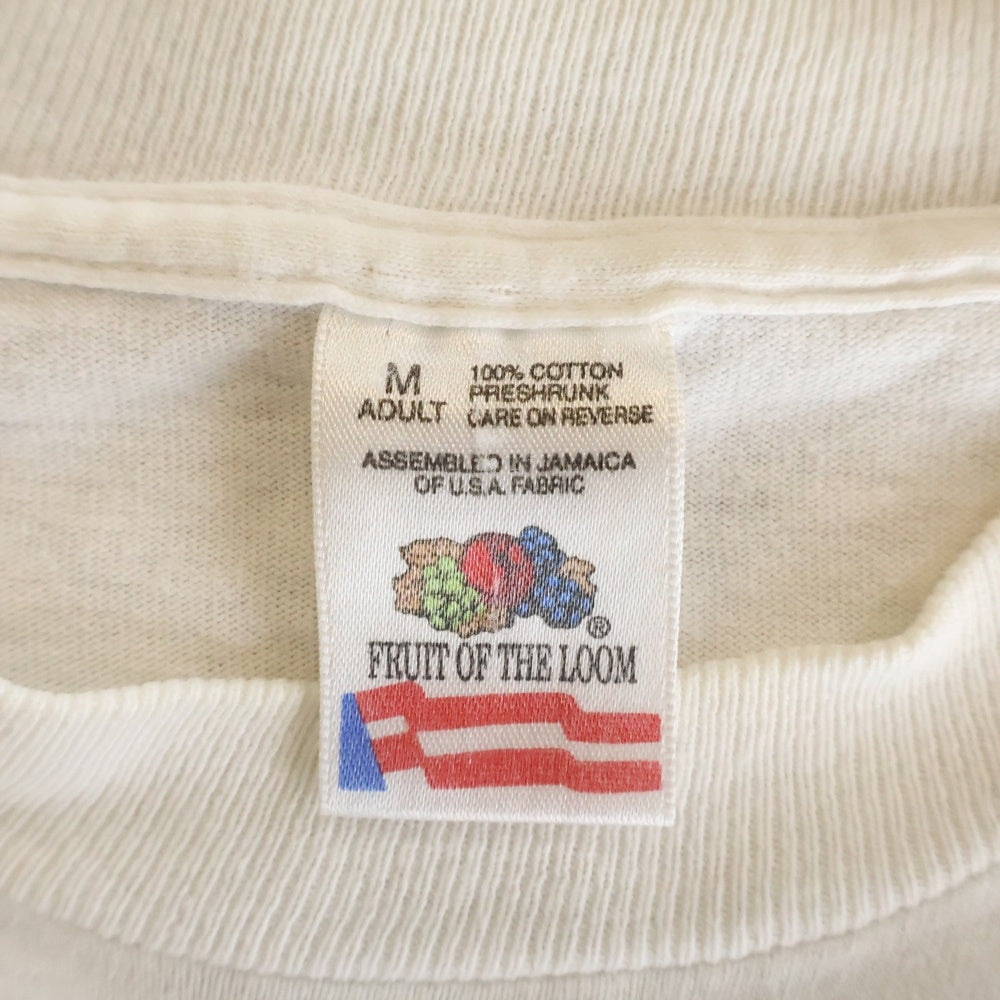 M
ADULT
100% COTTON
PRESHRUNK
CARE ON REVERSE
ASSEMBLED IN JAMAICA
OF U.S.A. FABRIC
®
FRUIT OF THE LOOM